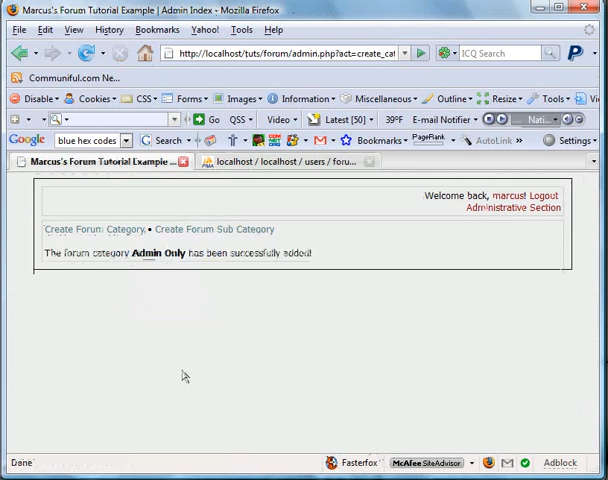 Marcus's Forum Tutorial Example | Admin Index - Mozilla Firefox
File Edit View History Bookmarks Yahoo! Tools Help
http://localhost/tuts/forum/admin.php?act=create_cat
ICQ Search
Communiful.com Ne...
Disable Cookies CSS Forms Images Information Miscellaneous Outline Resize Tools Vi
Go QSS Video Latest [50] 39°F E-mail Notifier Nati...
Google blue hex codes Search PageRank Bookmarks AutoLink Settings
Marcus's Forum Tutorial Example ... localhost / localhost / users / foru...
Welcome back, marcus! Logout
Administrative Section
Create Forum Category • Create Forum Sub Category
The forum category Admin Only has been successfully added!
Done Fasterfox McAfee SiteAdvisor Adblock